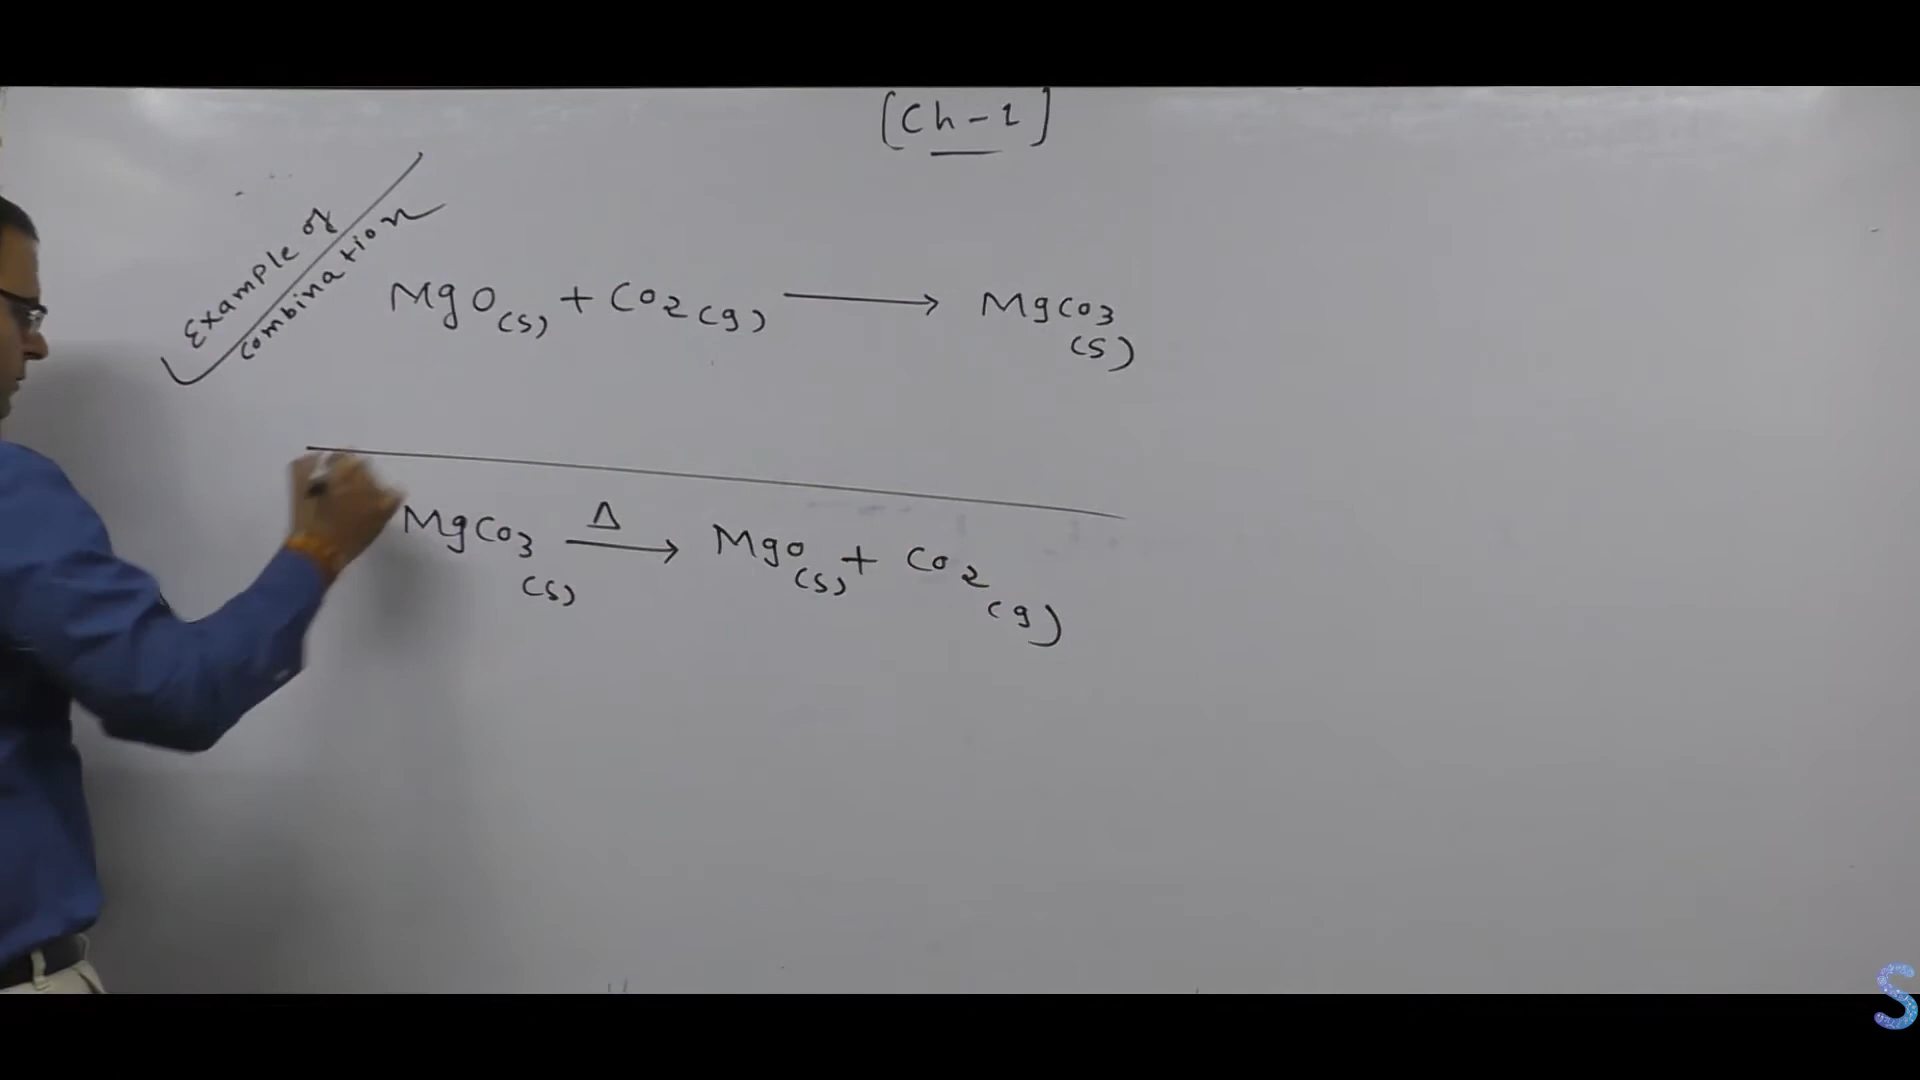 [Ch-1]
Example of
combination
MgO(s) + CO2(g) ⟶ MgCO3
(s)
MgCO3 Δ⟶ MgO(s) + CO2
(s) (g)
S